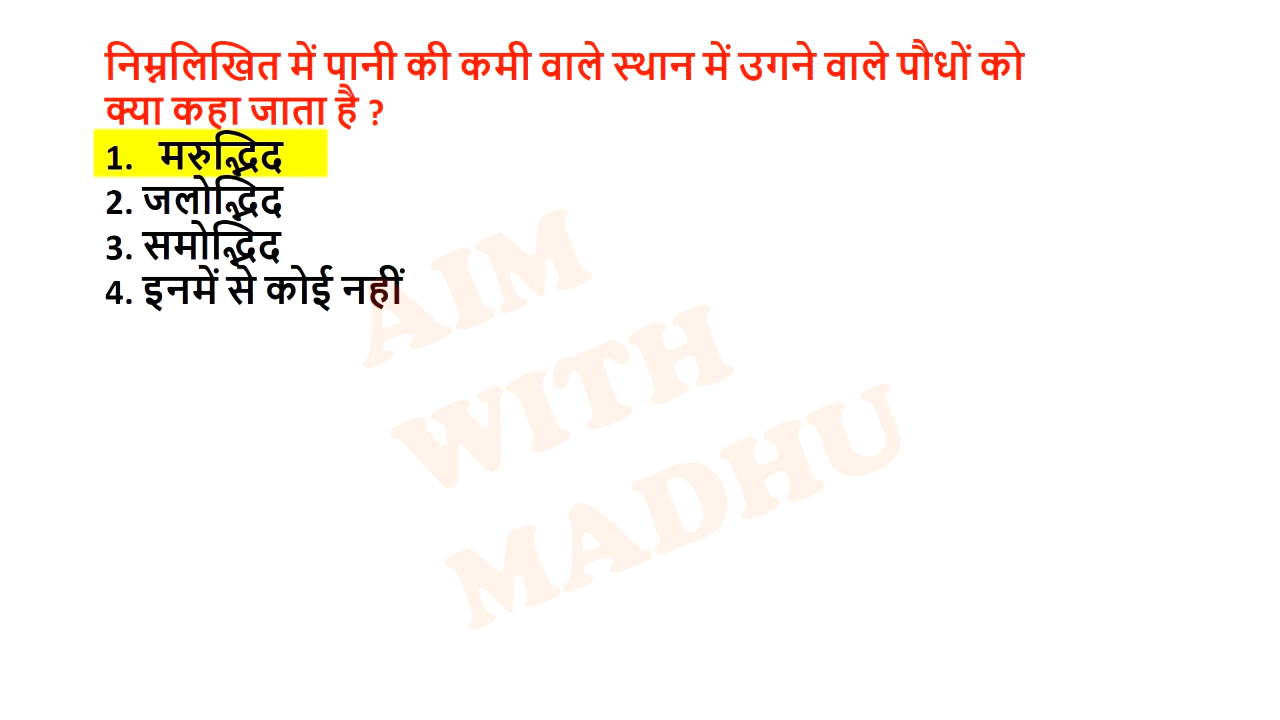 निम्नलिखित में पानी की कमी वाले स्थान में उगने वाले पौधों को
क्या कहा जाता है ?
1. मरुद्भिद
2. जलोद्भिद
3. समोद्भिद
4. इनमें से कोई नहीं
AIM
WITH
MADHU